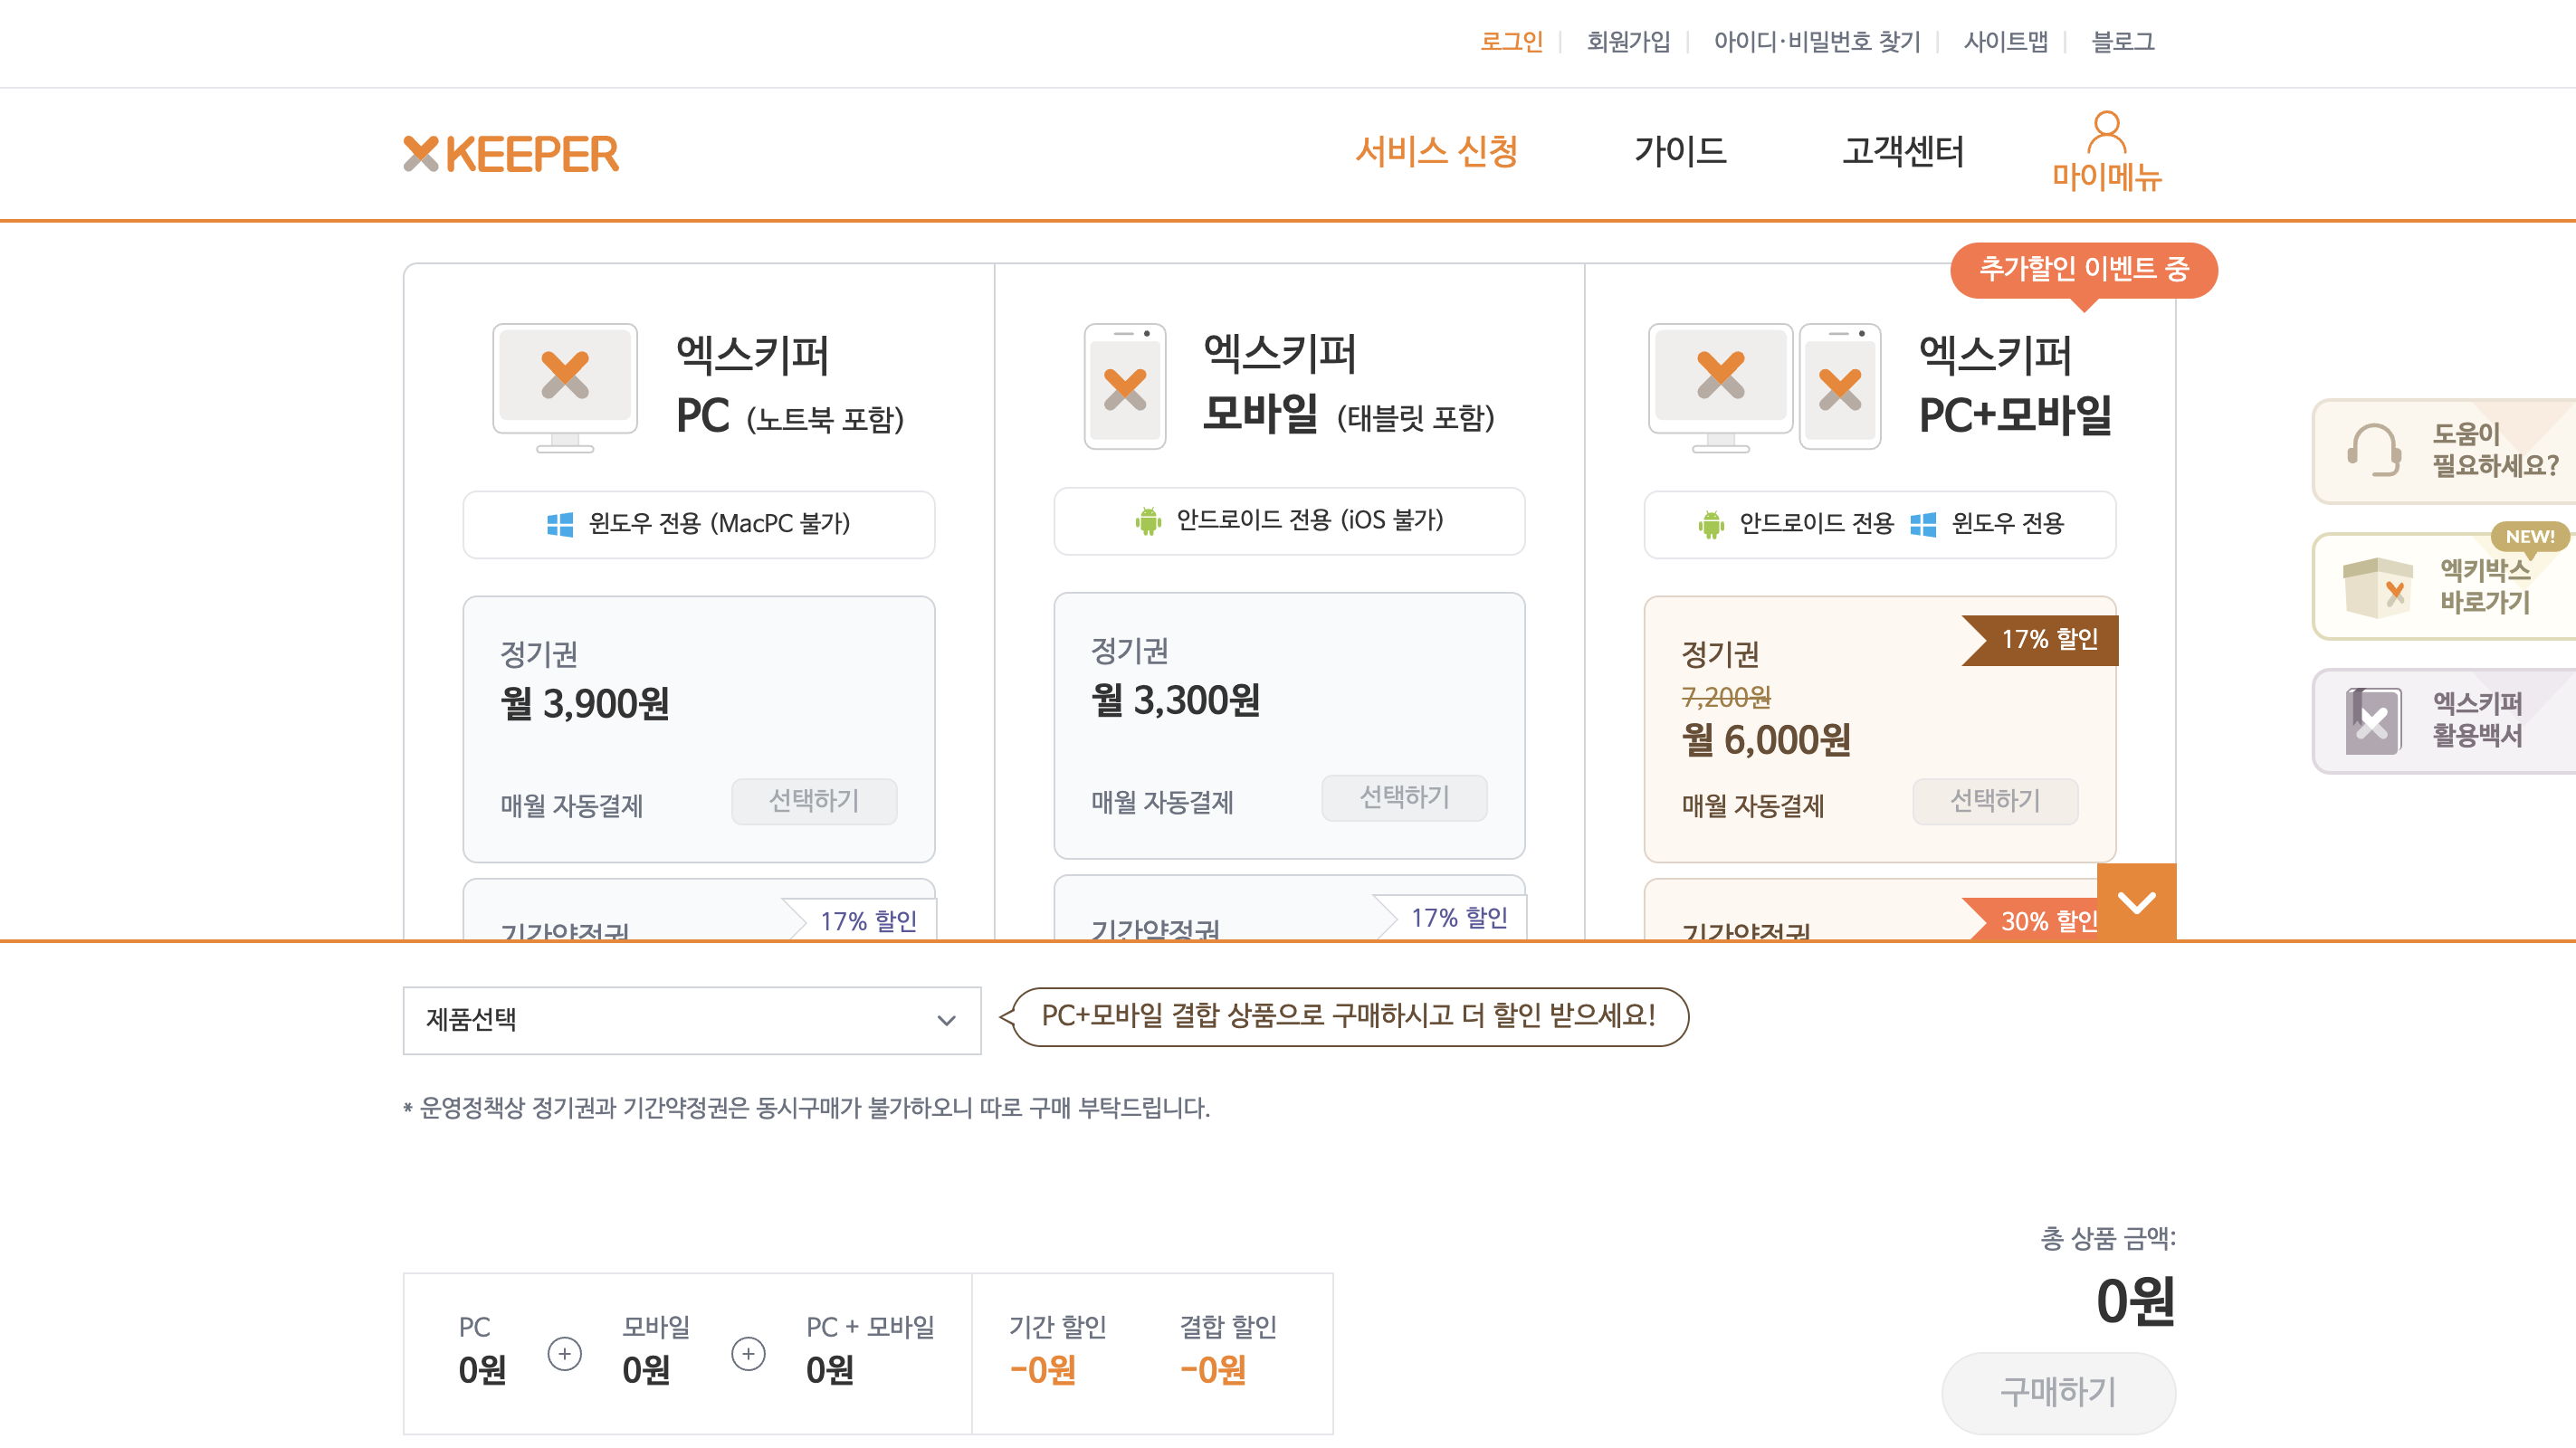 로그인
회원가입
아이디·비밀번호 찾기
사이트맵
블로그
KEEPER
서비스 신청
가이드
고객센터
마이메뉴
추가할인 이벤트 중
엑스키퍼
PC (노트북 포함)
윈도우 전용 (MacPC 불가)
정기권
월 3,900원
매월 자동결제
선택하기
기간약정권
17% 할인
엑스키퍼
모바일 (태블릿 포함)
안드로이드 전용 (iOS 불가)
정기권
월 3,300원
매월 자동결제
선택하기
기간약정권
17% 할인
엑스키퍼
PC+모바일
안드로이드 전용 윈도우 전용
17% 할인
정기권
7,200원
월 6,000원
매월 자동결제
선택하기
기간약정권
30% 할인
도움이
필요하세요?
NEW!
엑키박스
바로가기
엑스키퍼
활용백서
제품선택
PC+모바일 결합 상품으로 구매하시고 더 할인 받으세요!
* 운영정책상 정기권과 기간약정권은 동시구매가 불가하오니 따로 구매 부탁드립니다.
PC
0원
모바일
0원
PC + 모바일
0원
기간 할인
-0원
결합 할인
-0원
총 상품 금액:
0원
구매하기